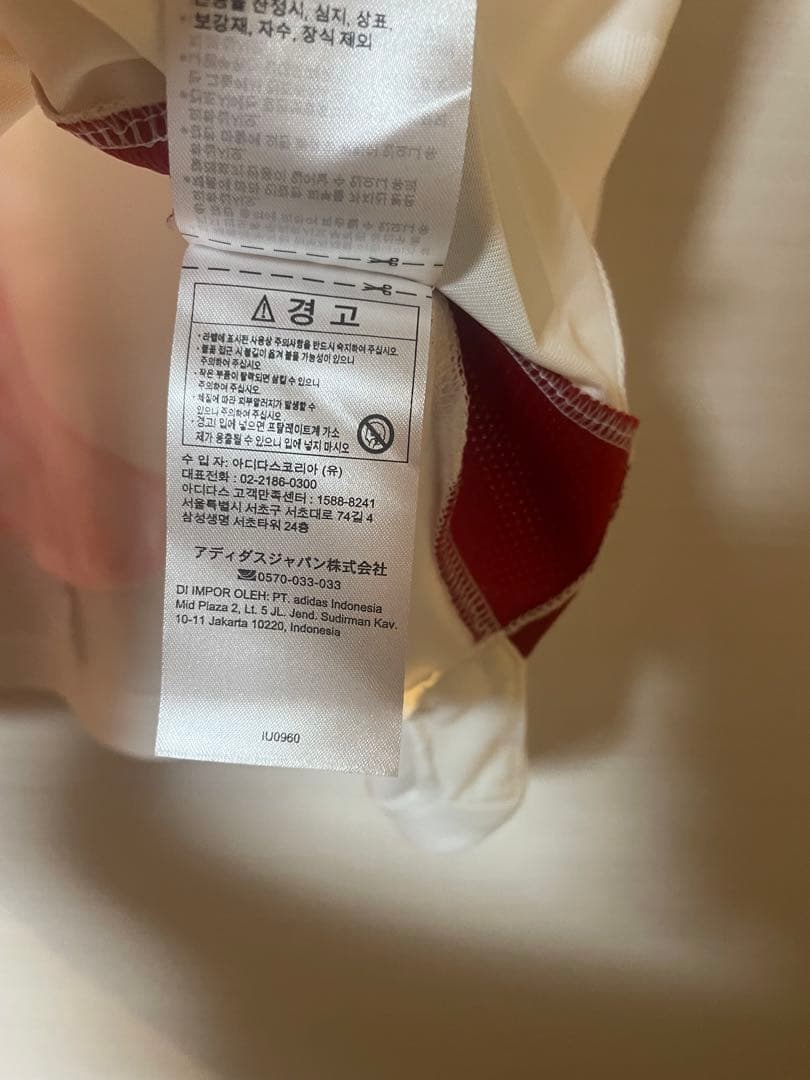 산정시, 심지, 상표,
보강재, 자수, 장식 제외
⚠ 경 고
· 라벨에 표시된 사용상 주의사항을 반드시 숙지하여 주십시오.
· 불꽃 접근 시 불길이 옮겨 붙을 가능성이 있으니
주의하여 주십시오
· 작은 부품이 탈락되면 삼킬 수 있으니
주의하여 주십시오.
· 체질에 따라 피부알러지가 발생할 수
있으니 주의하여 주십시오
· 경고! 입에 넣으면 프탈레이트계 가소
제가 용출될 수 있으니 입에 넣지 마시오
수 입 자: 아디다스코리아 (유)
대표전화 : 02-2186-0300
아디다스 고객만족센터 : 1588-8241
서울특별시 서초구 서초대로 74길 4
삼성생명 서초타워 24층
アディダスジャパン株式会社
0570-033-033
DI IMPOR OLEH: PT. adidas Indonesia
Mid Plaza 2, Lt. 5 JL. Jend. Sudirman Kav.
10-11 Jakarta 10220, Indonesia
IU0960